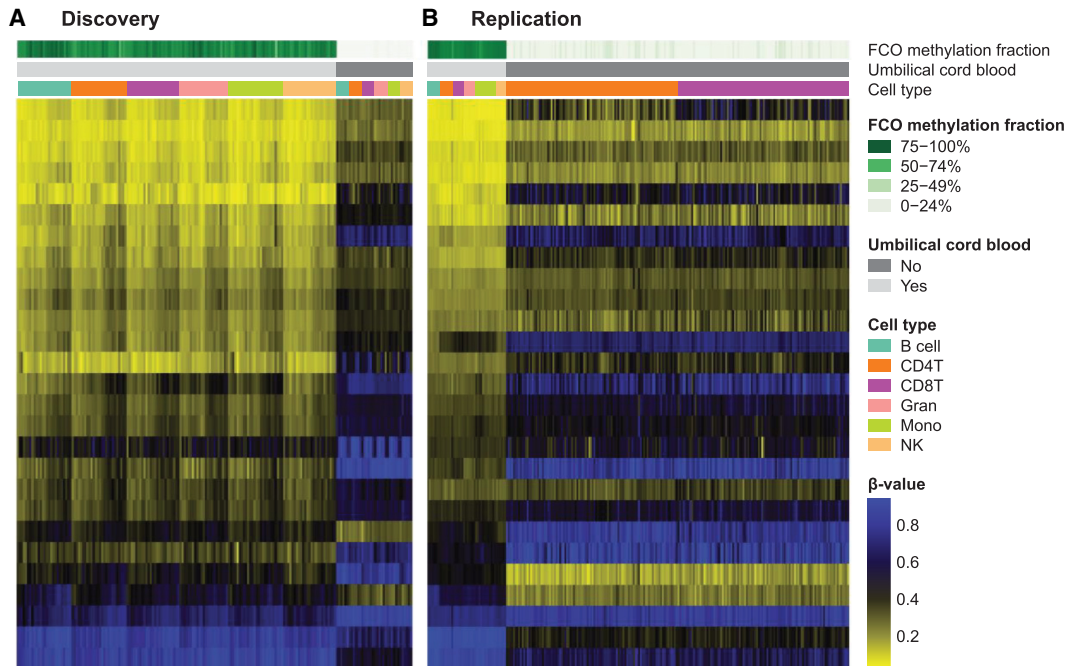 A Discovery
B Replication
FCO methylation fraction
Umbilical cord blood
Cell type
FCO methylation fraction
75−100%
50−74%
25−49%
0−24%
Umbilical cord blood
No
Yes
Cell type
B cell
CD4T
CD8T
Gran
Mono
NK
β-value
0.8
0.6
0.4
0.2